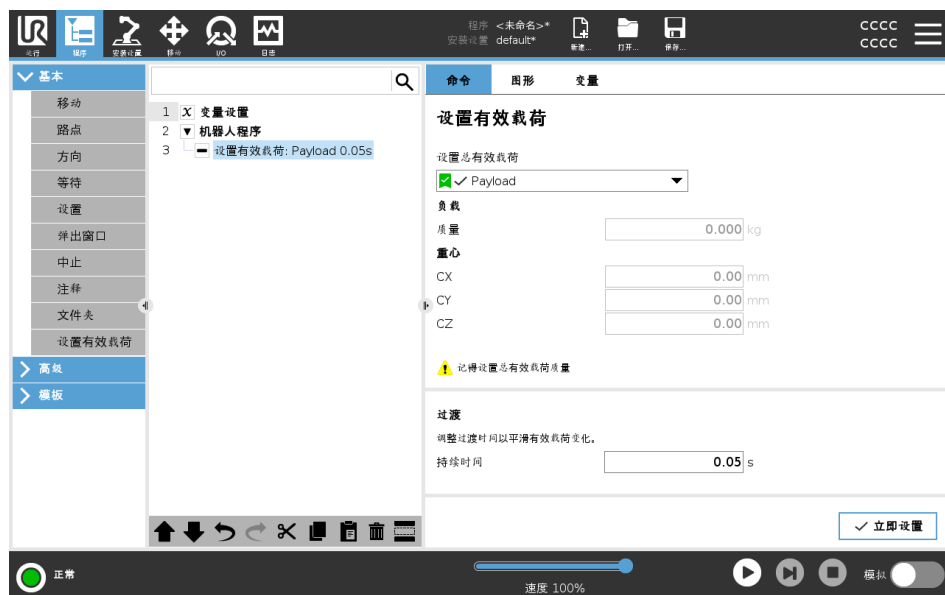 程序 <未命名>*
安装设置 default*
运行
程序
安装设置
移动
I/O
日志
新建...
打开...
保存...
CCCC
CCCC
基本
移动
路点
方向
等待
设置
弹出窗口
中止
注释
文件夹
设置有效载荷
高级
模板
1 X 变量设置
2 机器人程序
3 设置有效载荷: Payload 0.05s
命令 图形 变量
设置有效载荷
设置总有效载荷
Payload
负载
质量 0.000 kg
重心
CX 0.00 mm
CY 0.00 mm
CZ 0.00 mm
记得设置总有效载荷质量
过渡
调整过渡时间以平滑有效载荷变化。
持续时间 0.05 s
立即设置
正常
速度 100%
模拟